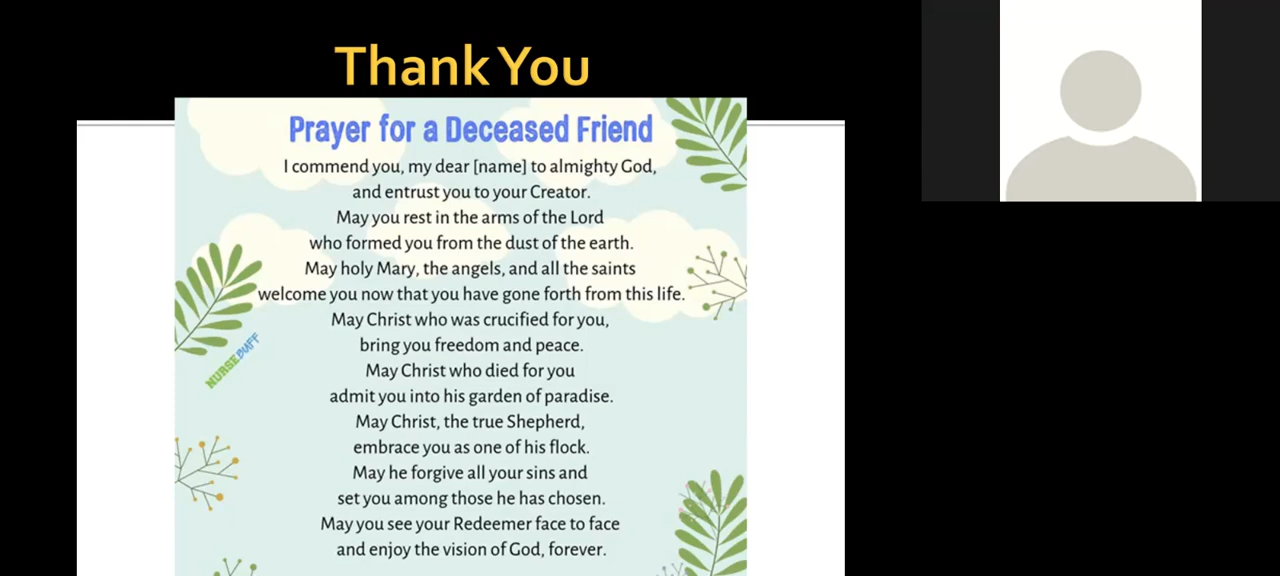 Thank You
Prayer for a Deceased Friend
I commend you, my dear [name] to almighty God,
and entrust you to your Creator.
May you rest in the arms of the Lord
who formed you from the dust of the earth.
May holy Mary, the angels, and all the saints
welcome you now that you have gone forth from this life.
May Christ who was crucified for you,
bring you freedom and peace.
May Christ who died for you
admit you into his garden of paradise.
May Christ, the true Shepherd,
embrace you as one of his flock.
May he forgive all your sins and
set you among those he has chosen.
May you see your Redeemer face to face
and enjoy the vision of God, forever.
NURSEBUFF